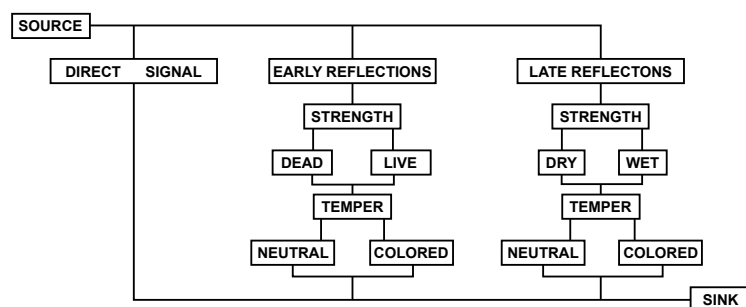 SOURCE
DIRECT SIGNAL EARLY REFLECTIONS LATE REFLECTONS
STRENGTH STRENGTH
DEAD LIVE DRY WET
TEMPER TEMPER
NEUTRAL COLORED NEUTRAL COLORED
SINK